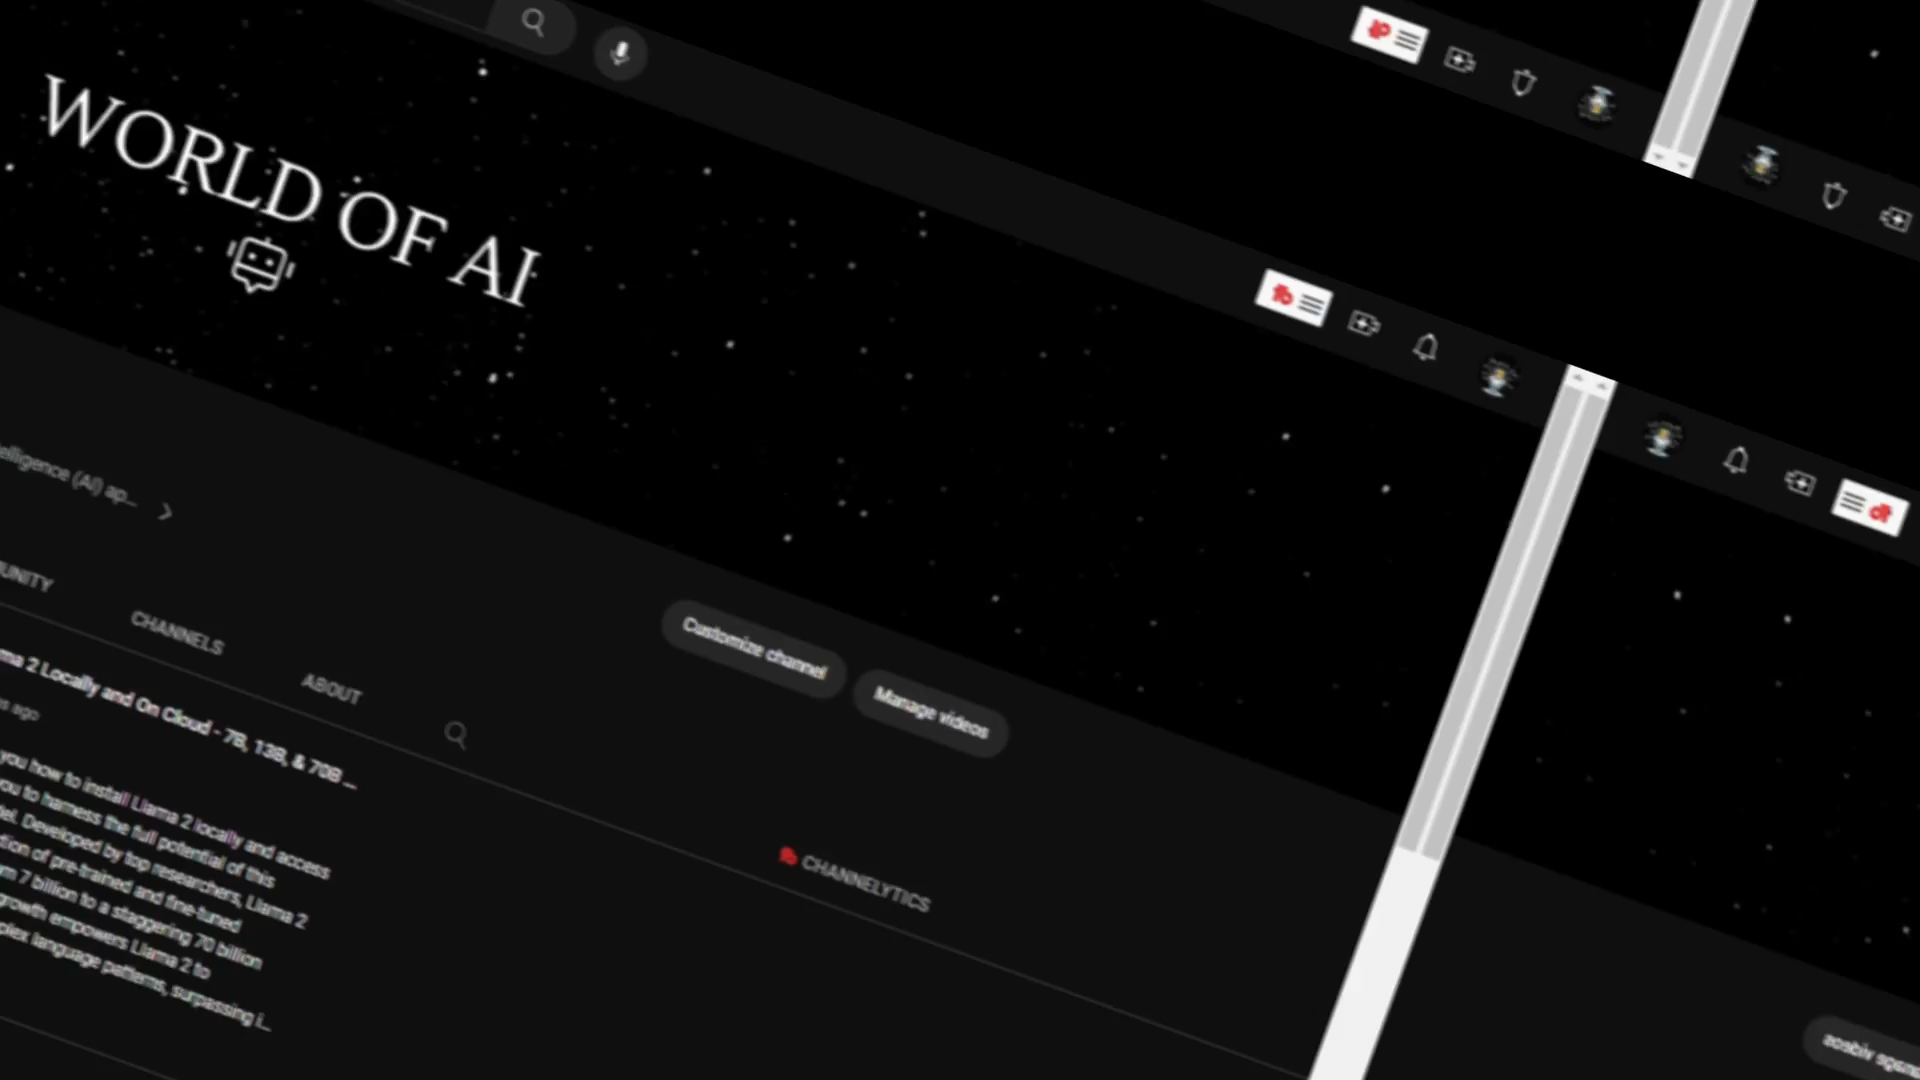 WORLD OF AI
elligence (AI) ap...
UNITY
CHANNELS
ABOUT
Customize channel
Manage videos
ma 2 Locally and On Cloud - 7B, 13B, & 70B ...
s ago
you how to install Llama 2 locally and access
ou to harness the full potential of this
del. Developed by top researchers, Llama 2
tion of pre-trained and fine-tuned
m 7 billion to a staggering 70 billion
growth empowers Llama 2 to
plex language patterns, surpassing i...
CHANNELYTICS